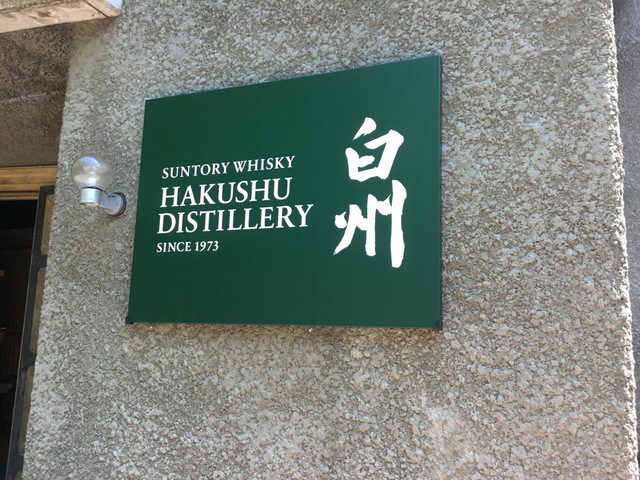 SUNTORY WHISKY
HAKUSHU
DISTILLERY
SINCE 1973
白州